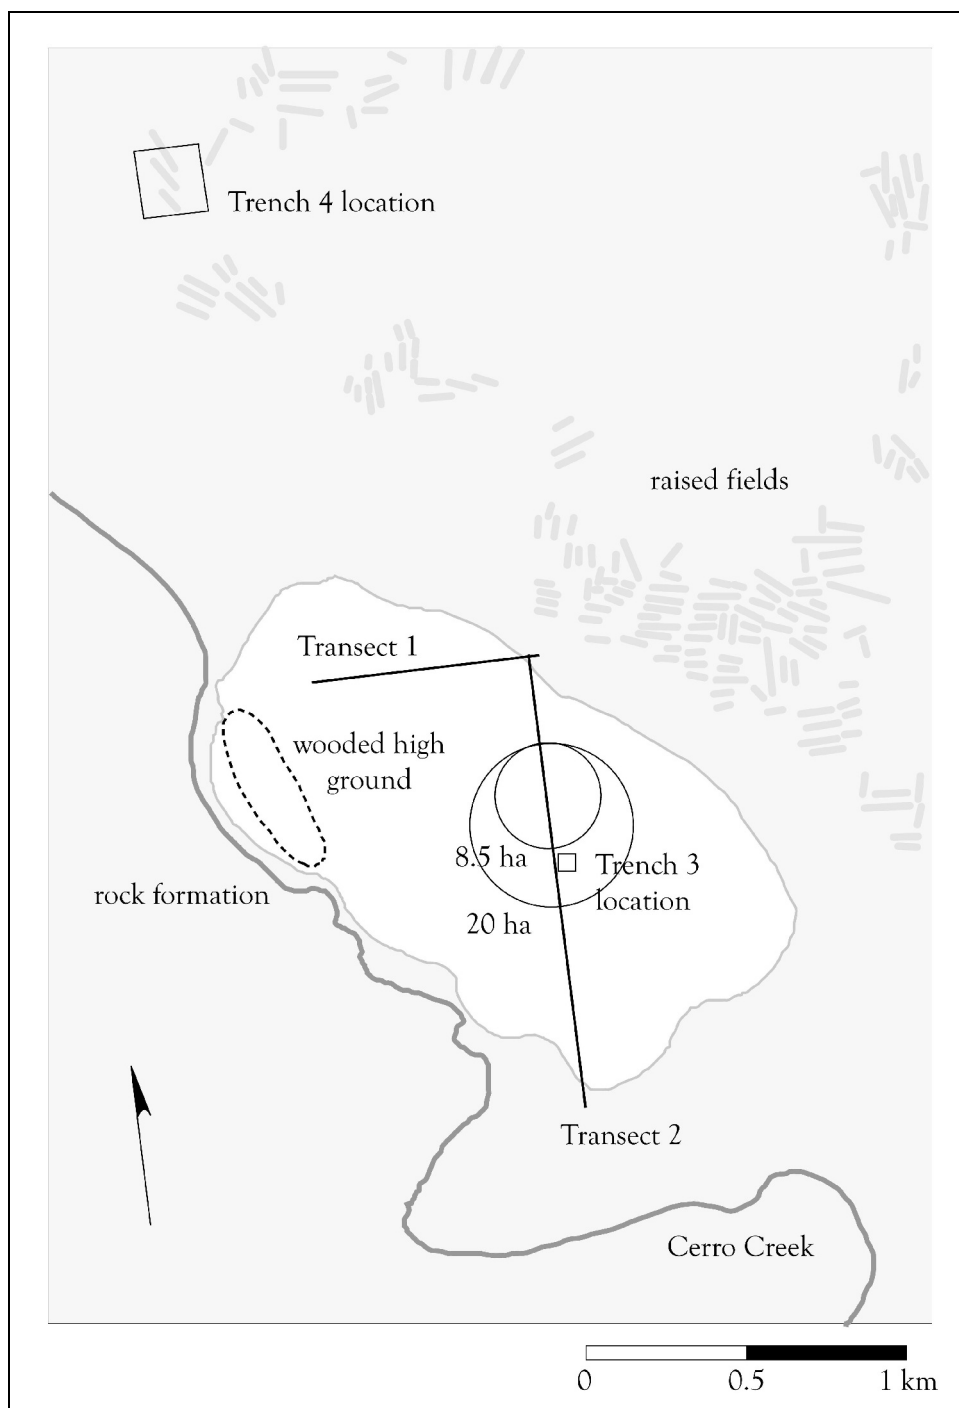 Trench 4 location
raised fields
Transect 1
wooded high
ground
8.5 ha
Trench 3
location
rock formation
20 ha
Transect 2
Cerro Creek
0
0.5
1 km